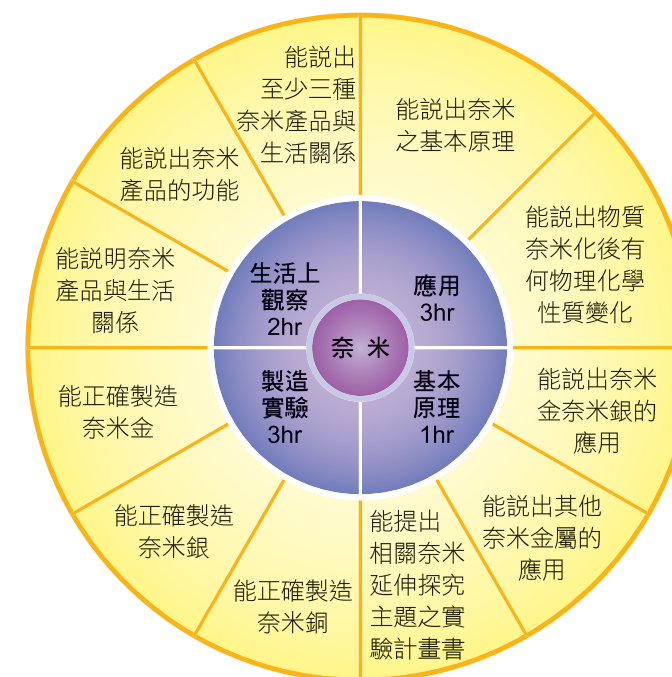 能說出
至少三種
奈米產品與
生活關係
能說出奈米
之基本原理
能說出物質
奈米化後有
何物理化學
性質變化
能說出奈米
金奈米銀的
應用
能說出其他
奈米金屬的
應用
能提出
相關奈米
延伸探究
主題之實
驗計畫書
能正確製造
奈米銅
能正確製造
奈米銀
能正確製造
奈米金
能說明奈米
產品與生活
關係
能說出奈米
產品的功能
生活上
觀察
2hr
應用
3hr
基本
原理
1hr
製造
實驗
3hr
奈 米